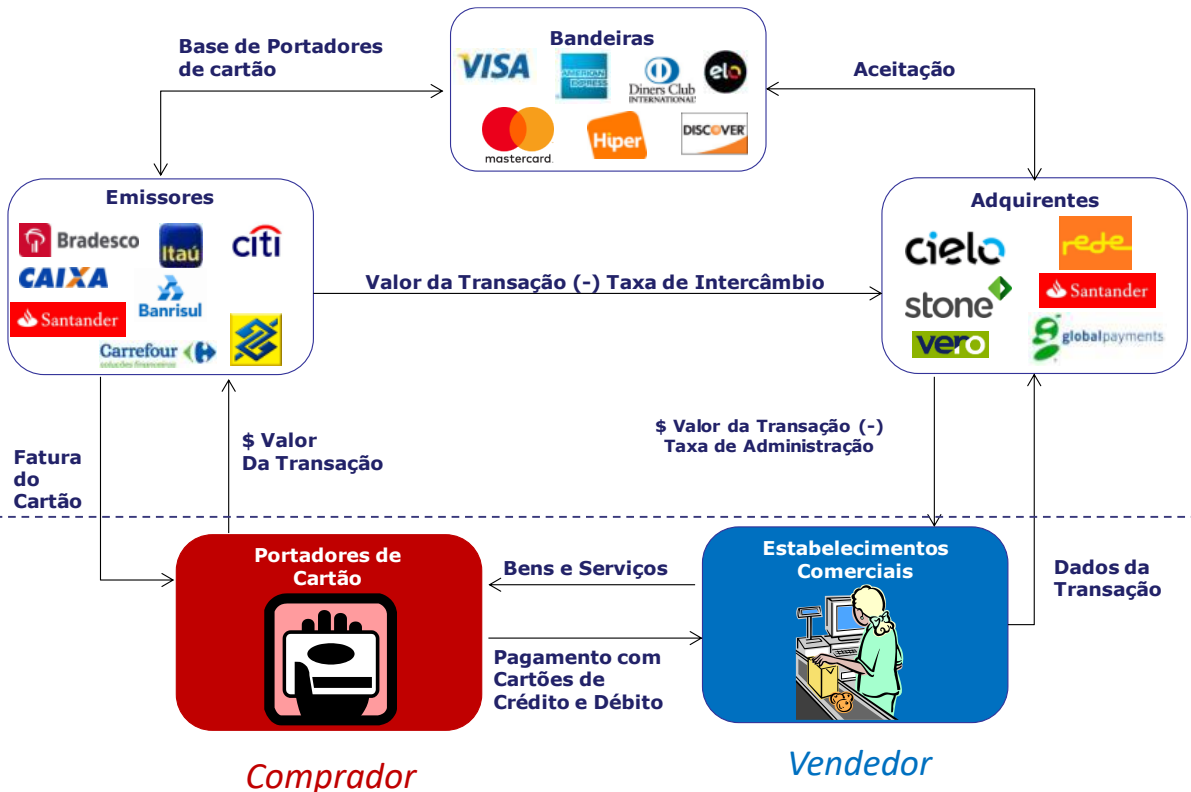 Bandeiras
VISA
AMERICAN
EXPRESS
Diners Club
INTERNATIONAL
elo
mastercard.
Hiper
DISCOVER
Base de Portadores
de cartão
Aceitação
Emissores
Bradesco
Itaú
citi
CAIXA
Banrisul
Santander
Carrefour
soluções financeiras
Adquirentes
cielo
rede
stone
Santander
vero
globalpayments
Valor da Transação (-) Taxa de Intercâmbio
Fatura
do
Cartão
$ Valor
Da Transação
$ Valor da Transação (-)
Taxa de Administração
Dados da
Transação
Portadores de
Cartão
Bens e Serviços
Pagamento com
Cartões de
Crédito e Débito
Estabelecimentos
Comerciais
Comprador
Vendedor